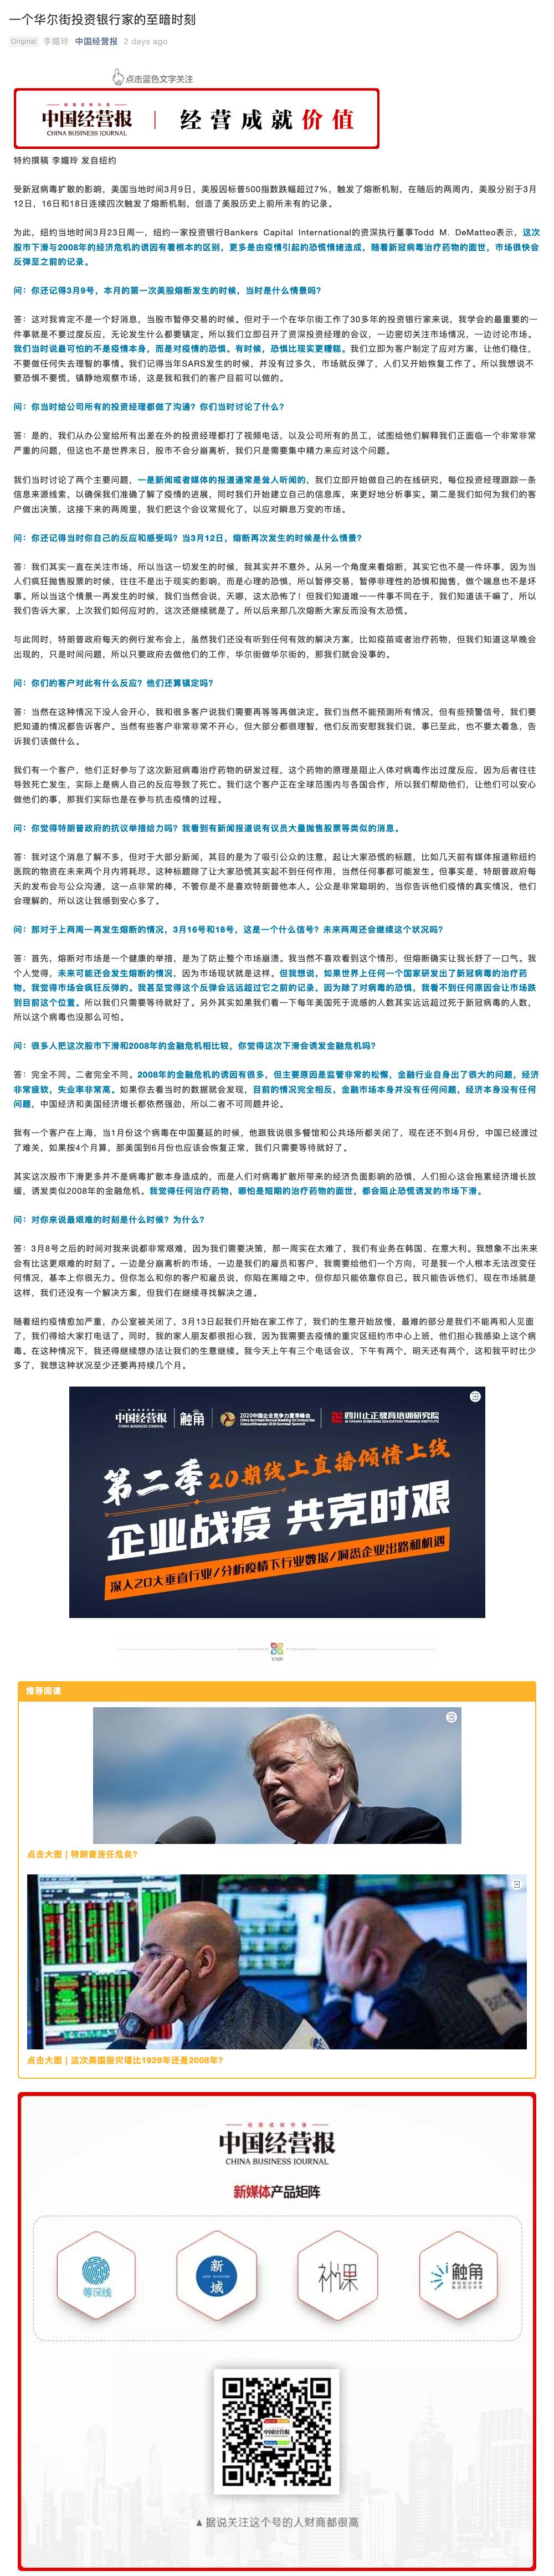 一个华尔街投资银行家的至暗时刻
Original 李媚玲 中国经营报 2 days ago
点击蓝色文字关注
经营成就价值
中国经营报
CHINA BUSINESS JOURNAL
经营成就价值
特约撰稿 李媚玲 发自纽约
受新冠病毒扩散的影响，美国当地时间3月9日，美股因标普500指数跌幅超过7%，触发了熔断机制，在随后的两周内，美股分别于3月
12日，16日和18日连续四次触发了熔断机制，创造了美股历史上前所未有的记录。
为此，纽约当地时间3月23日周一，纽约一家投资银行Bankers Capital International的资深执行董事Todd M. DeMatteo表示，这次
股市下滑与2008年的经济危机的诱因有着根本的区别，更多是由疫情引起的恐慌情绪造成，随着新冠病毒治疗药物的面世，市场很快会
反弹至之前的记录。
问：你还记得3月9号，本月的第一次美股熔断发生的时候，当时是什么情景吗?
答：这对我肯定不是一个好消息，当股市暂停交易的时候。但对于一个在华尔街工作了30多年的投资银行家来说，我学会的最重要的一
件事就是不要过度反应，无论发生什么都要镇定。所以我们立即召开了资深投资经理的会议，一边密切关注市场情况，一边讨论市场。
我们当时说最可怕的不是疫情本身，而是对疫情的恐惧。有时候，恐惧比现实更糟糕。我们立即为客户制定了应对方案，让他们稳住，
不要做任何失去理智的事情。我们记得当年SARS发生的时候，并没有过多久，市场就反弹了，人们又开始恢复工作了。所以我想说不
要恐惧不要慌，镇静地观察市场，这是我和我们的客户目前可以做的。
问：你当时给公司所有的投资经理都做了沟通？你们当时讨论了什么？
答：是的，我们从办公室给所有出差在外的投资经理都打了视频电话，以及公司所有的员工，试图给他们解释我们正面临一个非常非常
严重的问题，但这也不是世界末日，股市不会分崩离析，我们只是需要集中精力来应对这个问题。
我们当时讨论了两个主要问题，一是新闻或者媒体的报道通常是耸人听闻的，我们立即开始做自己的在线研究，每位投资经理跟踪一条
信息来源线索，以确保我们准确了解了疫情的进展，同时我们开始建立自己的信息库，来更好地分析事实。第二是我们如何为我们的客
户做出决策，这接下来的两周里，我们把这个会议常规化了，以应对瞬息万变的市场。
问：你还记得当时你自己的反应和感受吗？当3月12日，熔断再次发生的时候是什么情景？
答：我们其实一直在关注市场，所以当这一切发生的时候，我其实并不意外。从另一个角度来看熔断，其实它也不是一件坏事，因为当
人们疯狂抛售股票的时候，往往不是出于现实的影响，而是心理的恐惧，所以暂停交易，暂停非理性的恐惧和抛售，做个喘息也不是坏
事。所以当这个情景一再发生的时候，我们当然会说，天哪，这太恐怖了！但我们知道唯一一件事不同在于，我们知道该干嘛了，所以
我们告诉大家，上次我们如何应对的，这次还继续就是了。所以后来那几次熔断大家反而没有太恐慌。
与此同时，特朗普政府每天的例行发布会上，虽然我们还没有听到任何有效的解决方案，比如疫苗或者治疗药物，但我们知道这早晚会
出现的，只是时间问题，所以只要政府去做他们的工作，华尔街做华尔街的，那我们就会没事的。
问：你们的客户对此有什么反应？他们还算镇定吗?
答：当然在这种情况下没人会开心，我和很多客户说我们需要再等等再做决定。我们当然不能预测所有情况，但有些预警信号，我们要
把知道的情况都告诉客户。当然有些客户非常非常不开心，但大部分都很理智，他们反而安慰我我们说，事已至此，也不要太着急，告
诉我们该做什么。
我们有一个客户，他们正好参与了这次新冠病毒治疗药物的研发过程，这个药物的原理是阻止人体对病毒作出过度反应，因为后者往往
导致死亡发生，实际上是病人自己的反应导致了死亡。我们这个客户正在全球范围内与各国合作，所以我们帮助他们，让他们可以安心
做他们的事，那我们实际也是在参与抗击疫情的过程。
问：你觉得特朗普政府的抗议举措给力吗？我看到有新闻报道说有议员大量抛售股票等类似的消息。
答：我对这个消息了解不多，但对于大部分新闻，其目的是为了吸引公众的注意，起让大家恐慌的标题，比如几天前有媒体报道称纽约
医院的物资在未来两个月内将耗尽。这种标题除了让大家恐慌其实起不到任何作用，当然任何事都可能发生。但事实是，特朗普政府每
天的发布会与公众沟通，这一点非常的棒，不管你是不是喜欢特朗普他本人。公众是非常聪明的，当你告诉他们疫情的真实情况，他们
会理解的，所以这让我感到安心多了。
问：那对于上两周一再发生熔断的情况，3月16号和18号，这是一个什么信号？未来两周还会继续这个状况吗？
答：首先，熔断对市场是一个健康的举措，是为了防止整个市场崩溃。我当然不喜欢看到这个情形，但熔断确实让我长舒了一口气。我
个人觉得，未来可能还会发生熔断的情况，因为市场现状就是这样。但我想说，如果世界上任何一个国家研发出了新冠病毒的治疗药
物，我觉得市场会疯狂反弹的。我甚至觉得这个反弹会远远超过它之前的记录，因为除了对病毒的恐惧，我看不到任何原因会让市场跌
到目前这个位置。所以我们只需要等待就好了。另外其实如果我们看一下每年美国死于流感的人数其实远远超过死于新冠病毒的人数，
所以这个病毒也没那么可怕。
问：很多人把这次股市下滑和2008年的金融危机相比较，你觉得这次下滑会诱发金融危机吗?
答：完全不同。二者完全不同。2008年的金融危机的诱因有很多，但主要原因是监管非常的松懈，金融行业自身出了很大的问题，经济
非常疲软，失业率非常高。如果你去看当时的数据就会发现，目前的情况完全相反，金融市场本身并没有任何问题，经济本身没有任何
问题，中国经济和美国经济增长都依然强劲，所以二者不可同题并论。
我有一个客户在上海，当1月份这个病毒在中国蔓延的时候，他跟我说很多餐馆和公共场所都关闭了，现在还不到4月份，中国已经渡过
了难关，如果按4个月算，那美国到6月份也应该会恢复正常，我们只需要等待就好了。
其实这次股市下滑更多并不是病毒扩散本身造成的，而是人们对病毒扩散所带来的经济负面影响的恐惧，人们担心这会拖累经济增长放
缓，诱发类似2008年的金融危机。我觉得任何治疗药物，哪怕是短期的治疗药物的面世，都会阻止恐慌诱发的市场下滑。
问：对你来说最艰难的时刻是什么时候？为什么？
答：3月8号之后的时间对我来说都非常艰难，因为我们需要决策，那一周实在太难了，我们有业务在韩国、在意大利。我想象不出未来
会有比这更艰难的时刻了。一边是分崩离析的市场，一边是我们的雇员和客户，我需要给他们一个方向，可是我一个人根本无法改变任
何情况，基本上你很无力。但你怎么和你的客户和雇员说，你陷在黑暗之中，但你却只能依靠你自己。我只能告诉他们，现在市场就是
这样，我们还没有一个解决方案，但我们在继续寻找解决之道。
随着纽约疫情愈加严重，办公室被关闭了，3月13日起我们开始在家工作了，我们的生意开始放慢，最难的部分是我们不能再和人见面
了，我们得给大家打电话了。同时，我的家人朋友都很担心我，因为我需要去疫情的重灾区纽约市中心上班，他们担心我感染上这个病
毒。在这种情况下，我还得继续想办法让我们的生意继续。我今天上午有三个电话会议，下午有两个，明天还有两个，这和我平时比少
多了，我想这种状况至少还要再持续几个月。
中国经营报 触角 2020中国企业竞争力夏季峰会 四川止正教育培训研究院
第二季 20期线上直播倾情上线
企业战疫 共克时艰
深入20大垂直行业/分析疫情下行业数据/洞悉企业出路和机遇
END
推荐阅读
点击大图 | 特朗普连任危矣?
点击大图 | 这次美国股灾堪比1929年还是2008年?
经营成就价值
中国经营报
CHINA BUSINESS JOURNAL
新媒体产品矩阵
等深线
新域
触角
中国经营报
▲据说关注这个号的人财商都很高